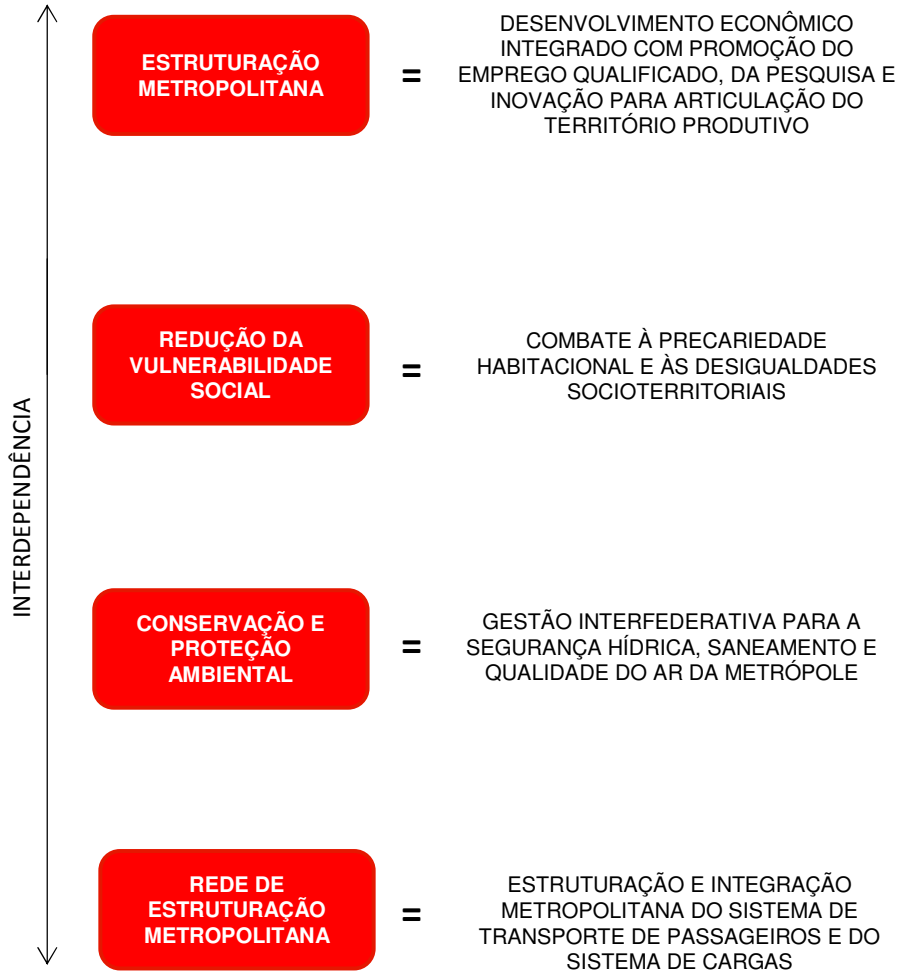 INTERDEPENDÊNCIA
ESTRUTURAÇÃO
METROPOLITANA
=
DESENVOLVIMENTO ECONÔMICO
INTEGRADO COM PROMOÇÃO DO
EMPREGO QUALIFICADO, DA PESQUISA E
INOVAÇÃO PARA ARTICULAÇÃO DO
TERRITÓRIO PRODUTIVO
REDUÇÃO DA
VULNERABILIDADE
SOCIAL
=
COMBATE À PRECARIEDADE
HABITACIONAL E ÀS DESIGUALDADES
SOCIOTERRITORIAIS
CONSERVAÇÃO E
PROTEÇÃO
AMBIENTAL
=
GESTÃO INTERFEDERATIVA PARA A
SEGURANÇA HÍDRICA, SANEAMENTO E
QUALIDADE DO AR DA METRÓPOLE
REDE DE
ESTRUTURAÇÃO
METROPOLITANA
=
ESTRUTURAÇÃO E INTEGRAÇÃO
METROPOLITANA DO SISTEMA DE
TRANSPORTE DE PASSAGEIROS E DO
SISTEMA DE CARGAS